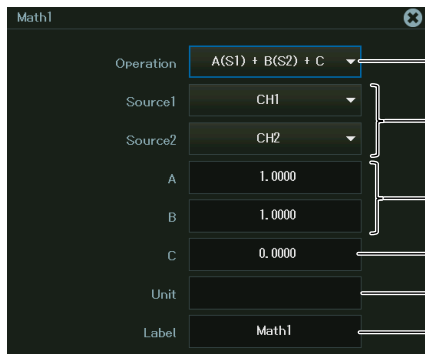 Math1
Operation A(S1) + B(S2) + C
Source1 CH1
Source2 CH2
A 1.0000
B 1.0000
C 0.0000
Unit
Label Math1